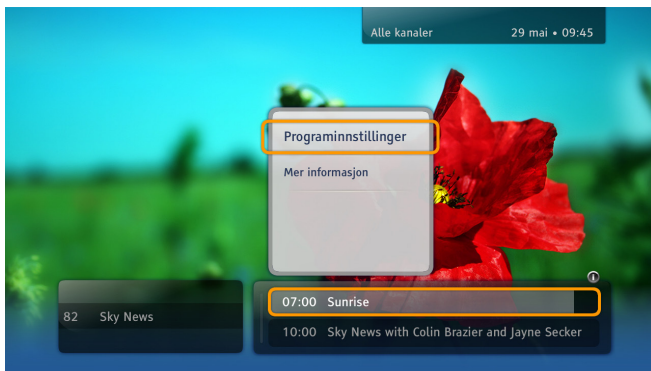 Alle kanaler 29 mai • 09:45
Programinnstillinger
Mer informasjon
82 Sky News
07:00 Sunrise
10:00 Sky News with Colin Brazier and Jayne Secker